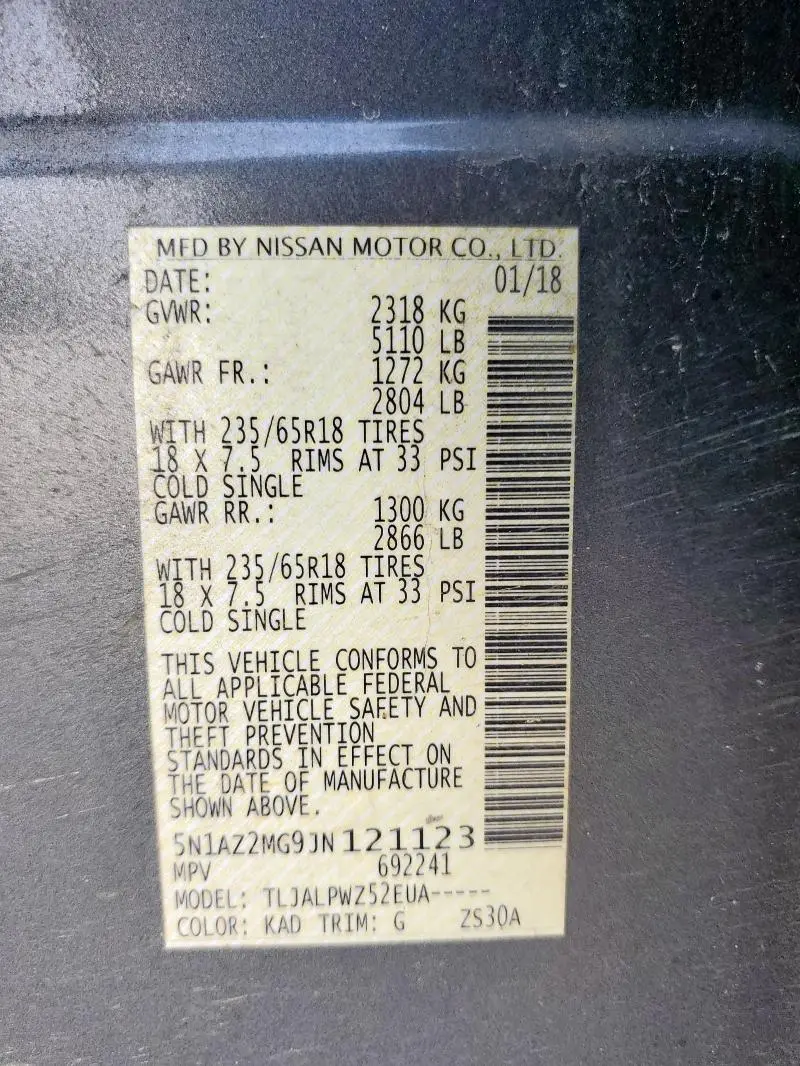 MFD BY NISSAN MOTOR CO., LTD.
DATE: 01/18
GVWR: 2318 KG
5110 LB
GAWR FR.: 1272 KG
2804 LB
WITH 235/65R18 TIRES
18 X 7.5 RIMS AT 33 PSI
COLD SINGLE
GAWR RR.: 1300 KG
2866 LB
WITH 235/65R18 TIRES
18 X 7.5 RIMS AT 33 PSI
COLD SINGLE
THIS VEHICLE CONFORMS TO
ALL APPLICABLE FEDERAL
MOTOR VEHICLE SAFETY AND
THEFT PREVENTION
STANDARDS IN EFFECT ON
THE DATE OF MANUFACTURE
SHOWN ABOVE.
5N1AZ2MG9JN121123
MPV 692241
MODEL: TLJALPWZ52EUA-----
COLOR: KAD TRIM: G ZS30A